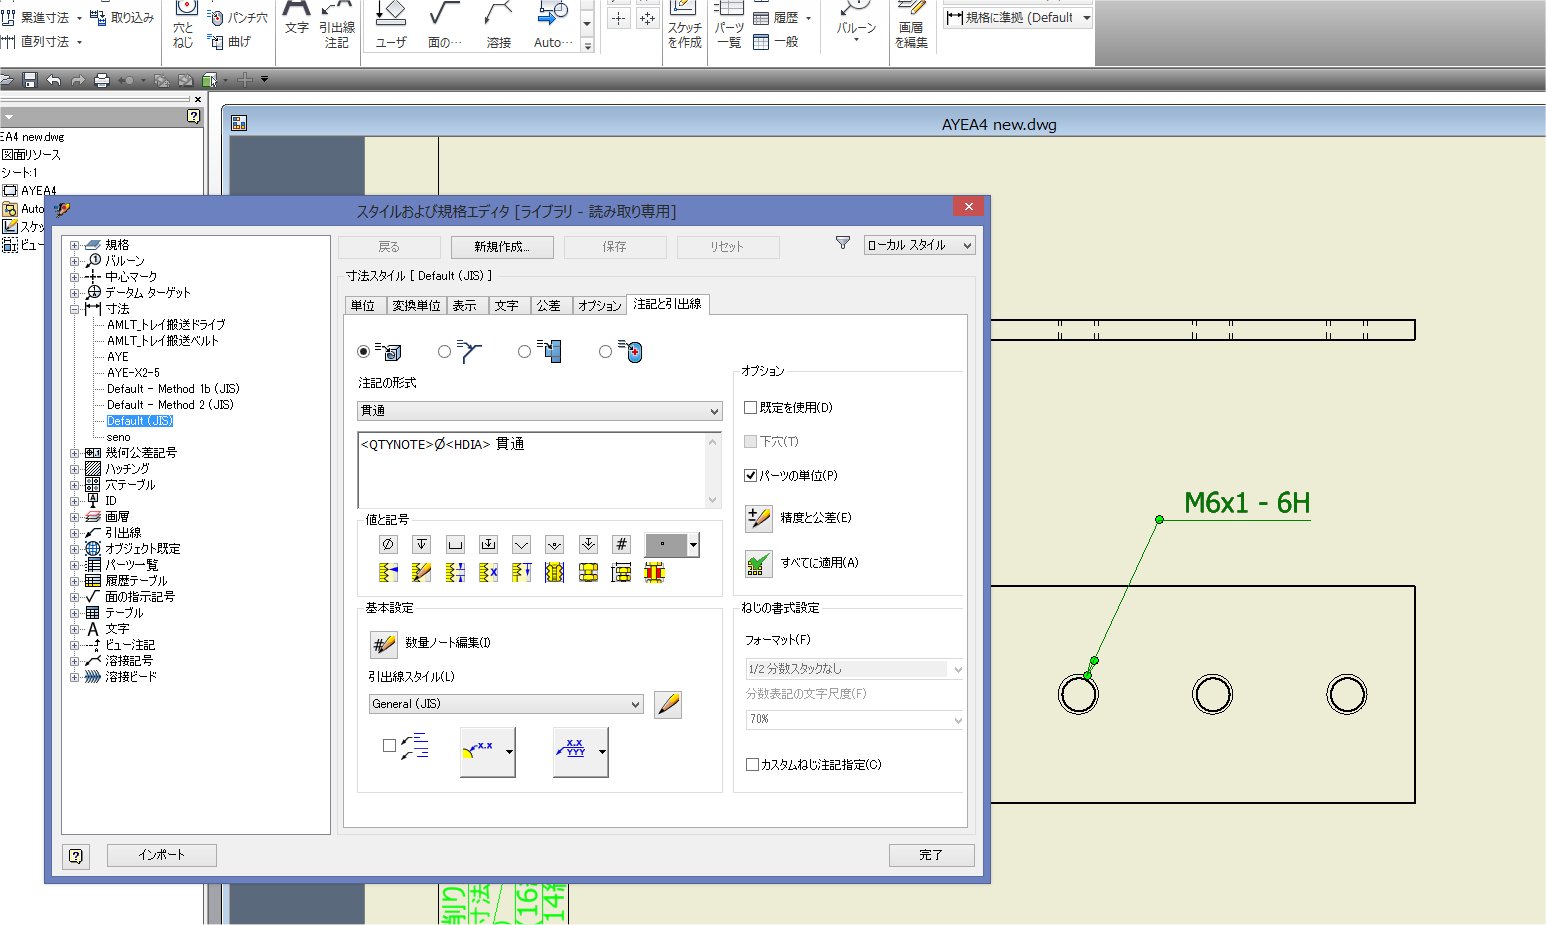 累進寸法
取り込み
直列寸法
穴と
ねじ
パンチ穴
曲げ
文字
引出線
注記
ユーザ
面の…
溶接
Auto…
スケッチ
を作成
パーツ
一覧
履歴
一般
バルーン
画層
を編集
規格に準拠 (Default
EA4 new.dwg
図面リソース
シート:1
AYEA4
Auto
スケッ
ビュー
AYEA4 new.dwg
スタイルおよび規格エディタ [ライブラリ - 読み取り専用]
規格
バルーン
中心マーク
データム ターゲット
寸法
AMLT_トレイ搬送ドライブ
AMLT_トレイ搬送ベルト
AYE
AYE-X2-5
Default - Method 1b (JIS)
Default - Method 2 (JIS)
Default (JIS)
seno
幾何公差記号
ハッチング
穴テーブル
ID
画層
引出線
オブジェクト既定
パーツ一覧
履歴テーブル
面の指示記号
テーブル
文字
ビュー注記
溶接記号
溶接ビード
戻る
新規作成...
保存
リセット
ローカル スタイル
寸法スタイル [ Default (JIS) ]
単位
変換単位
表示
文字
公差
オプション
注記と引出線
注記の形式
貫通
<QTYNOTE>Ø<HDIA> 貫通
値と記号
#
基本設定
数量ノート編集(I)
引出線スタイル(L)
General (JIS)
x.x
x.x
YYY
オプション
既定を使用(D)
下穴(T)
パーツの単位(P)
精度と公差(E)
すべてに適用(A)
ねじの書式設定
フォーマット(F)
1/2 分数スタックなし
分数表記の文字尺度(F)
70%
カスタムねじ注記指定(C)
インポート
完了
M6x1 - 6H
削り
寸法
(16
14